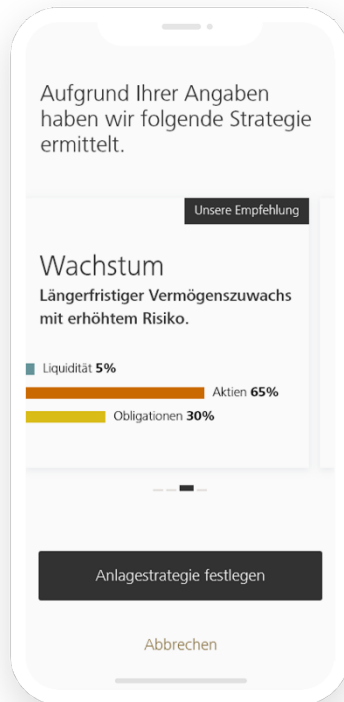 Aufgrund Ihrer Angaben
haben wir folgende Strategie
ermittelt.
Unsere Empfehlung
Wachstum
Längerfristiger Vermögenszuwachs
mit erhöhtem Risiko.
Liquidität 5%
Aktien 65%
Obligationen 30%
Anlagestrategie festlegen
Abbrechen